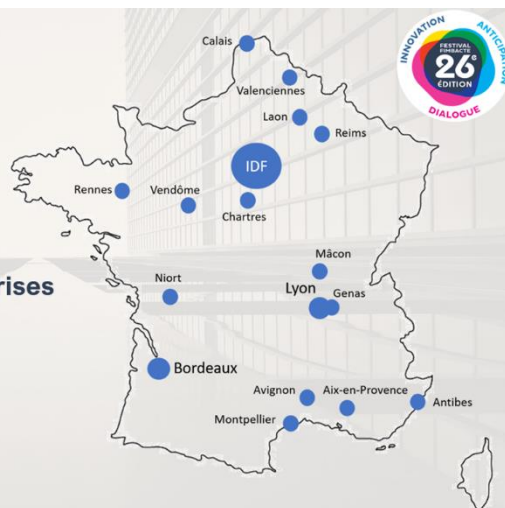 Calais
Valenciennes
Laon
Reims
IDF
Rennes
Vendôme
Chartres
Mâcon
Niort
Lyon
Genas
rises
Bordeaux
Avignon
Aix-en-Provence
Antibes
Montpellier
INNOVATION
ANTICIPATION
FESTIVAL
FIMBACTE
26e
ÉDITION
DIALOGUE